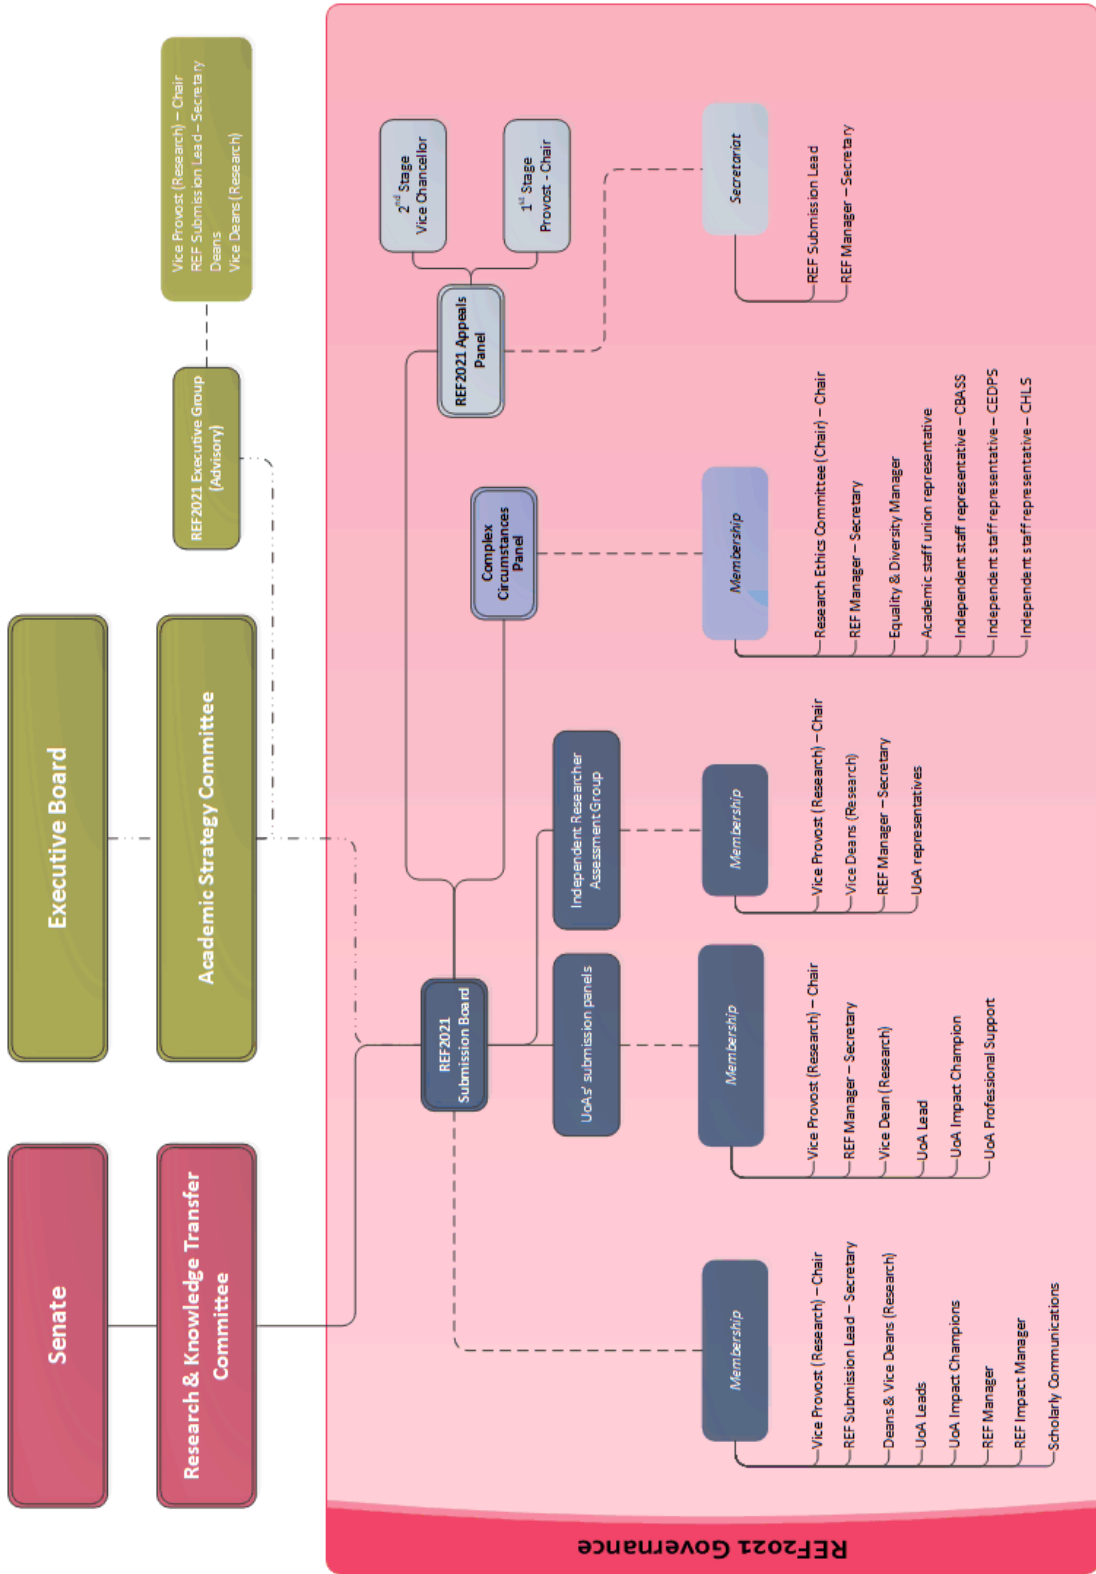 Senate
Executive Board
Research & Knowledge Transfer
Committee
Academic Strategy Committee
REF2021 Executive Group
(Advisory)
Vice Provost (Research) – Chair
REF Submission Lead – Secretary
Deans
Vice Deans (Research)
REF2021 Governance
REF2021
Submission Board
Complex
Circumstances
Panel
REF2021 Appeals
Panel
2nd Stage
Vice Chancellor
1st Stage
Provost - Chair
UoAs' submission panels
Independent Researcher
Assessment Group
Membership
Vice Provost (Research) – Chair
REF Submission Lead – Secretary
Deans & Vice Deans (Research)
UoA Leads
UoA Impact Champions
REF Manager
REF Impact Manager
Scholarly Communications
Membership
Vice Provost (Research) – Chair
REF Manager – Secretary
Vice Dean (Research)
UoA Lead
UoA Impact Champion
UoA Professional Support
Membership
Vice Provost (Research) – Chair
Vice Deans (Research)
REF Manager – Secretary
UoA representatives
Membership
Research Ethics Committee (Chair) – Chair
REF Manager – Secretary
Equality & Diversity Manager
Academic staff union representative
Independent staff representative – CBASS
Independent staff representative – CEDPS
Independent staff representative – CHLS
Secretariat
REF Submission Lead
REF Manager – Secretary